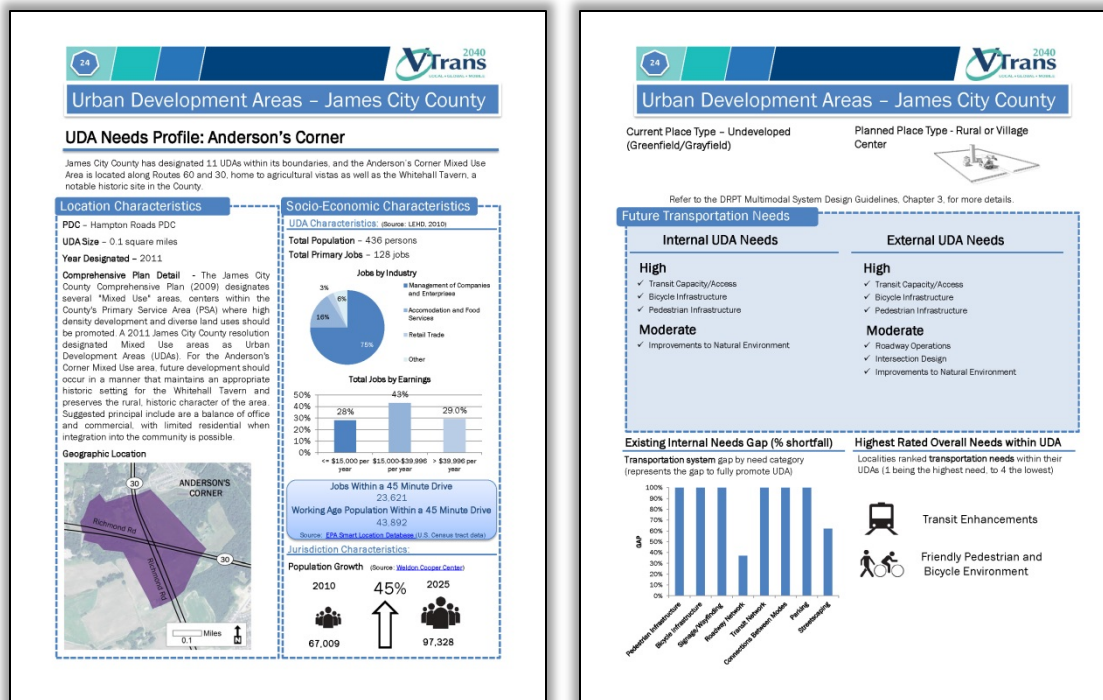 24
VTrans 2040
LOCAL • GLOBAL • MOBILE
Urban Development Areas – James City County
UDA Needs Profile: Anderson's Corner
James City County has designated 11 UDAs within its boundaries, and the Anderson's Corner Mixed Use
Area is located along Routes 60 and 30, home to agricultural vistas as well as the Whitehall Tavern, a
notable historic site in the County.
Location Characteristics
PDC – Hampton Roads PDC
UDA Size – 0.1 square miles
Year Designated – 2011
Comprehensive Plan Detail - The James City
County Comprehensive Plan (2009) designates
several "Mixed Use" areas, centers within the
County's Primary Service Area (PSA) where high
density development and diverse land uses should
be promoted. A 2011 James City County resolution
designated Mixed Use areas as Urban
Development Areas (UDAs). For the Anderson's
Corner Mixed Use area, future development should
occur in a manner that maintains an appropriate
historic setting for the Whitehall Tavern and
preserves the rural, historic character of the area.
Suggested principal include are a balance of office
and commercial, with limited residential when
integration into the community is possible.
Geographic Location
30
ANDERSON'S
CORNER
Richmond Rd
30
Richmond Rd
Miles
0.1
N
Socio-Economic Characteristics
UDA Characteristics: (Source: LEHD, 2010)
Total Population – 436 persons
Total Primary Jobs – 128 jobs
Jobs by Industry
3%
6%
16%
75%
Management of Companies
and Enterprises
Accomodation and Food
Services
Retail Trade
Other
Total Jobs by Earnings
50%
40%
30%
20%
10%
0%
28%
43%
29.0%
<= $15,000 per
year
$15,000-$39,996
per year
> $39,996 per
year
Jobs Within a 45 Minute Drive
23,621
Working Age Population Within a 45 Minute Drive
43,892
Source: EPA Smart Location Database (U.S. Census tract data)
Jurisdiction Characteristics:
Population Growth (Source: Weldon Cooper Center)
2010
45%
2025
67,009
97,328
24
VTrans 2040
LOCAL • GLOBAL • MOBILE
Urban Development Areas – James City County
Current Place Type – Undeveloped
(Greenfield/Grayfield)
Planned Place Type - Rural or Village
Center
Refer to the DRPT Multimodal System Design Guidelines, Chapter 3, for more details.
Future Transportation Needs
Internal UDA Needs
High
✓ Transit Capacity/Access
✓ Bicycle Infrastructure
✓ Pedestrian Infrastructure
Moderate
✓ Improvements to Natural Environment
External UDA Needs
High
✓ Transit Capacity/Access
✓ Bicycle Infrastructure
✓ Pedestrian Infrastructure
Moderate
✓ Roadway Operations
✓ Intersection Design
✓ Improvements to Natural Environment
Existing Internal Needs Gap (% shortfall)
Transportation system gap by need category
(represents the gap to fully promote UDA)
100%
90%
80%
70%
60%
50%
40%
30%
20%
10%
0%
GAP
Pedestrian Infrastructure
Bicycle Infrastructure
Signage/Wayfinding
Roadway Network
Transit Network
Connections Between Modes
Parking
Streetscaping
Highest Rated Overall Needs within UDA
Localities ranked transportation needs within their
UDAs (1 being the highest need, to 4 the lowest)
Transit Enhancements
Friendly Pedestrian and
Bicycle Environment